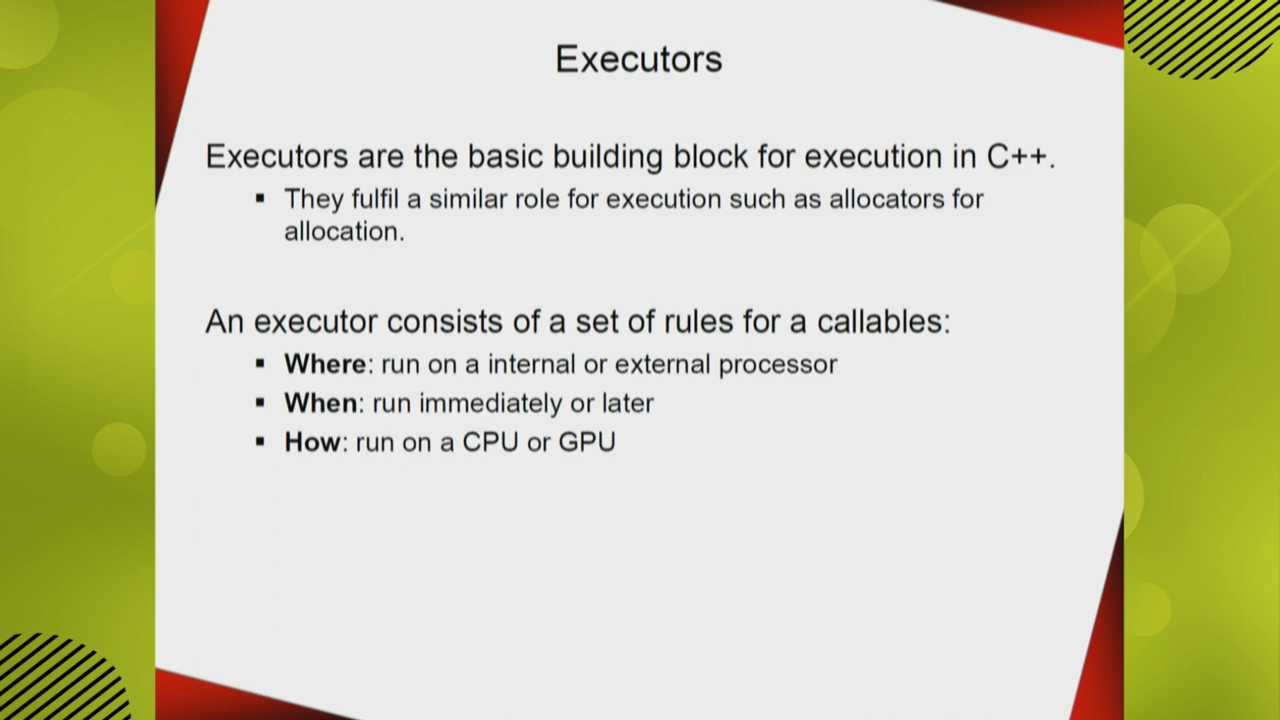 Executors
Executors are the basic building block for execution in C++.
▪ They fulfil a similar role for execution such as allocators for
allocation.
An executor consists of a set of rules for a callables:
▪ Where: run on a internal or external processor
▪ When: run immediately or later
▪ How: run on a CPU or GPU